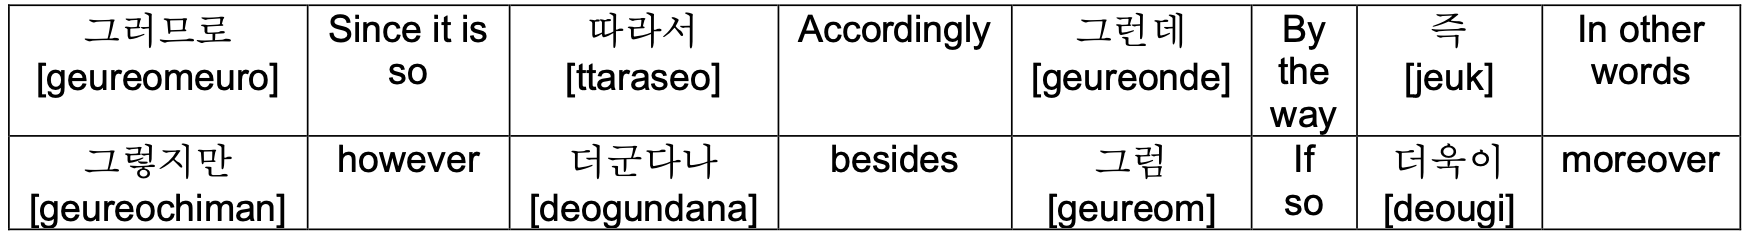 그러므로
[geureomeuro]
Since it is
so
따라서
[ttaraseo]
Accordingly
그런데
[geureonde]
By
the
way
즉
[jeuk]
In other
words
그렇지만
[geureochiman]
however
더군다나
[deogundana]
besides
그럼
[geureom]
If
so
더욱이
[deougi]
moreover